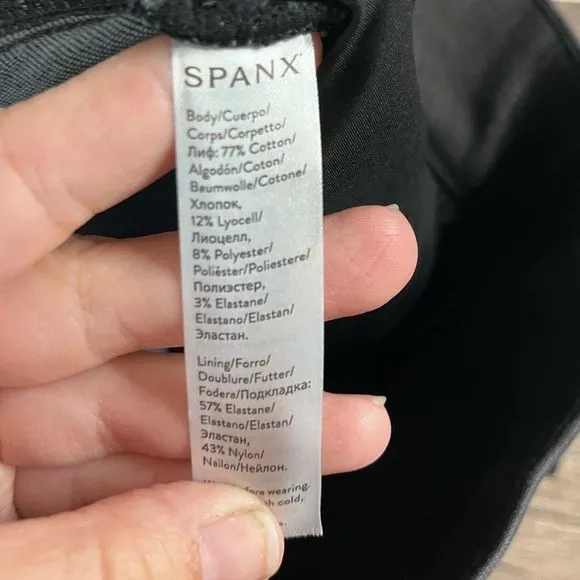 SPANX
Body/Cuerpo/
Corps/Corpetto/
Лиф: 77% Cotton/
Algodón/Coton/
Baumwolle/Cotone/
Хлопок,
12% Lyocell/
Лиоцелл,
8% Polyester/
Poliéster/Poliestere/
Полиэстер,
3% Elastane/
Elastano/Elastan/
Эластан.
Lining/Forro/
Doublure/Futter/
Fodera/Подкладка:
57% Elastane/
Elastano/Elastan/
Эластан,
43% Nylon/
Nailon/Нейлон.
wearing.
cold,